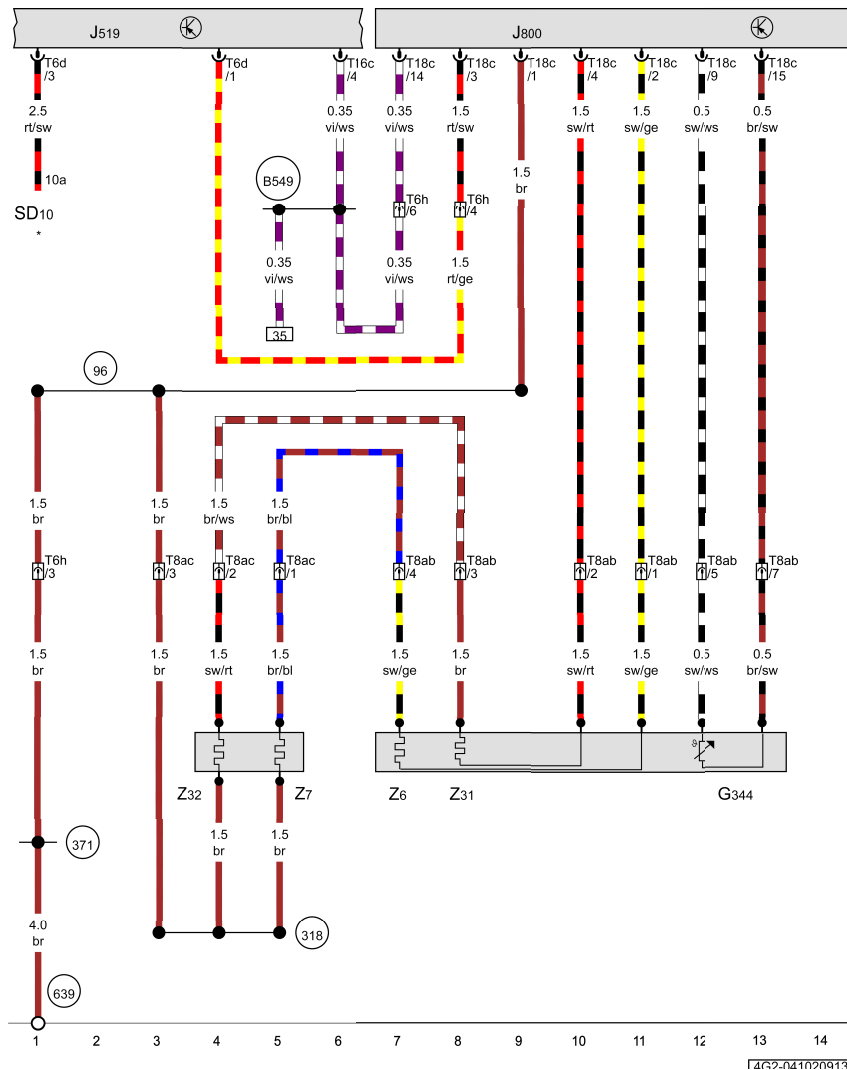 J519 J800
T6d/3 T6d/1 T16c/4 T18c/14 T18c/3 T18c/1 T18c/4 T18c/2 T18c/9 T18c/15
2.5 0.35 0.35 1.5 1.5 1.5 0.5 0.5
rt/sw vi/ws vi/ws rt/sw sw/rt sw/ge sw/ws br/sw
1.5
br
10a
B549
SD10
*
T6h/6 T6h/4
0.35 0.35 1.5
vi/ws vi/ws rt/ge
35
96
1.5 1.5 1.5 1.5
br br br/ws br/bl
T6h/3 T8ac/3 T8ac/2 T8ac/1 T8ab/4 T8ab/3 T8ab/2 T8ab/1 T8ab/5 T8ab/7
1.5 1.5 1.5 1.5 1.5 1.5 1.5 1.5 0.5 0.5
br br sw/rt br/bl sw/ge br sw/rt sw/ge sw/ws br/sw
ϑ
Z32 Z7 Z6 Z31 G344
1.5 1.5
br br
371
4.0
br
318
639
1 2 3 4 5 6 7 8 9 10 11 12 13 14
4G2-041020913